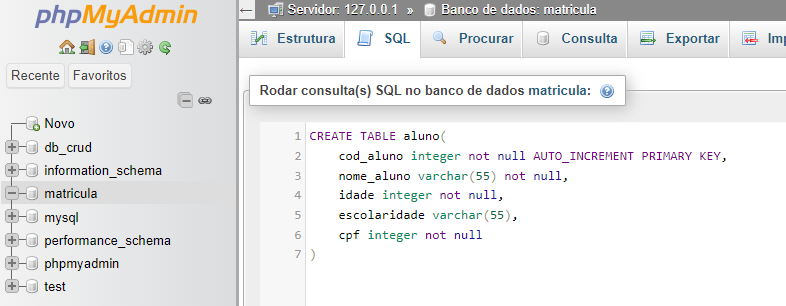 phpMyAdmin
Recente Favoritos
Novo
db_crud
information_schema
matricula
mysql
performance_schema
phpmyadmin
test
Servidor: 127.0.0.1 » Banco de dados: matricula
Estrutura SQL Procurar Consulta Exportar Imp
Rodar consulta(s) SQL no banco de dados matricula:
1 CREATE TABLE aluno(
2 cod_aluno integer not null AUTO_INCREMENT PRIMARY KEY,
3 nome_aluno varchar(55) not null,
4 idade integer not null,
5 escolaridade varchar(55),
6 cpf integer not null
7 )